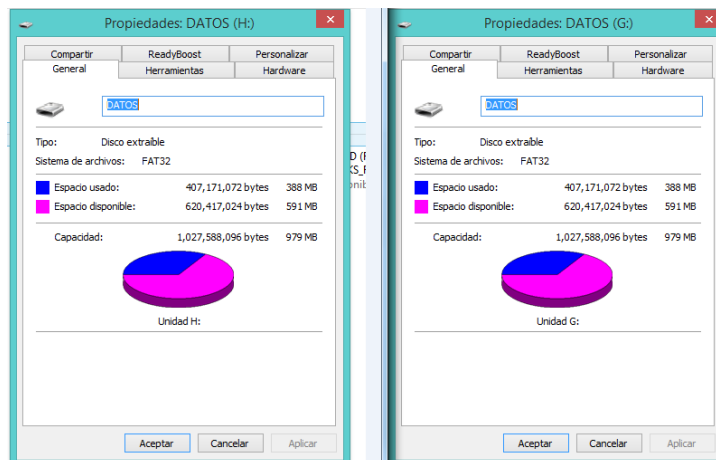 Propiedades: DATOS (H:)
Compartir ReadyBoost Personalizar
General Herramientas Hardware
DATOS
Tipo: Disco extraíble
Sistema de archivos: FAT32
Espacio usado: 407,171,072 bytes 388 MB
Espacio disponible: 620,417,024 bytes 591 MB
Capacidad: 1,027,588,096 bytes 979 MB
Unidad H:
Aceptar Cancelar Aplicar
Propiedades: DATOS (G:)
Compartir ReadyBoost Personalizar
General Herramientas Hardware
DATOS
Tipo: Disco extraíble
Sistema de archivos: FAT32
Espacio usado: 407,171,072 bytes 388 MB
Espacio disponible: 620,417,024 bytes 591 MB
Capacidad: 1,027,588,096 bytes 979 MB
Unidad G:
Aceptar Cancelar Aplicar